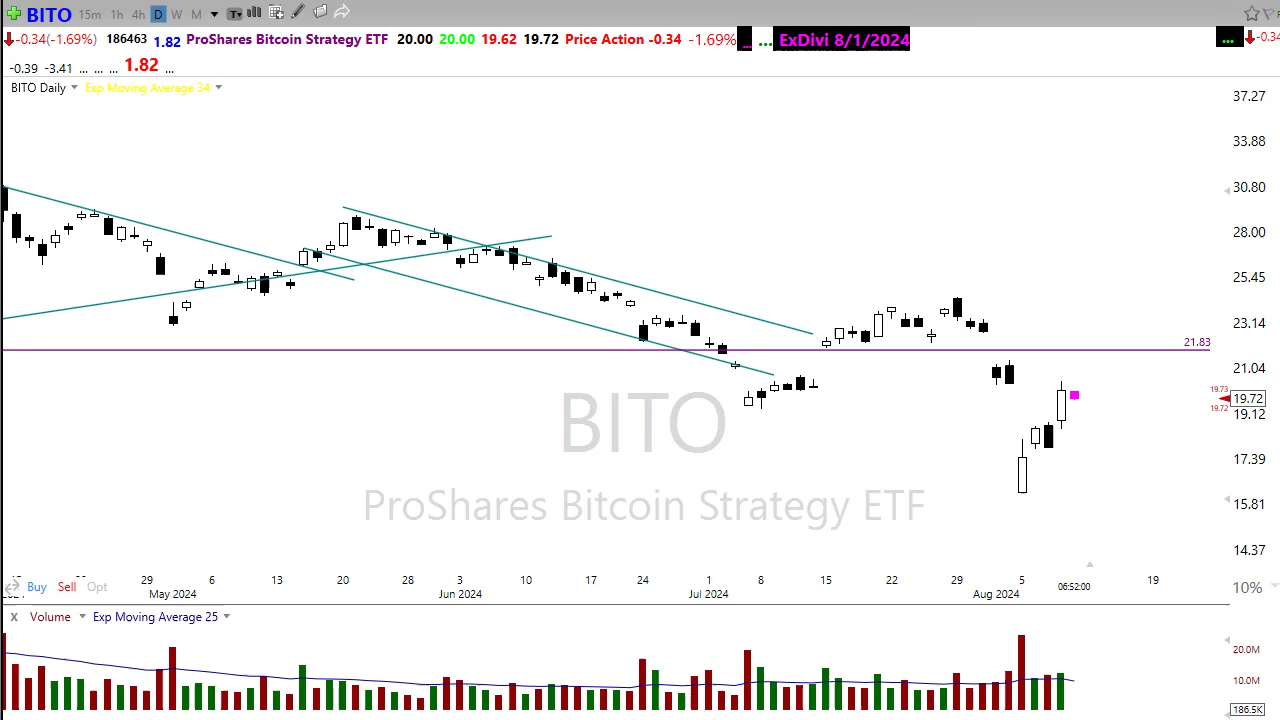 BITO 15m 1h 4h D W M
-0.34(-1.69%) 186463 1.82 ProShares Bitcoin Strategy ETF 20.00 20.00 19.62 19.72 Price Action -0.34 -1.69% ... ... ExDivi 8/1/2024 ... -0.34
-0.39 -3.41 ... ... ... 1.82 ...
BITO Daily Exp Moving Average 34
37.27
33.88
30.80
28.00
25.45
23.14
21.83
21.04
19.73
19.72
19.72
19.12
BITO
17.39
ProShares Bitcoin Strategy ETF
15.81
14.37
29 6 13 20 28 3 10 17 24 1 8 15 22 29 5 19
Buy Sell Opt 06:52:00 10%
May 2024 Jun 2024 Jul 2024 Aug 2024
X Volume Exp Moving Average 25
20.0M
10.0M
186.5K